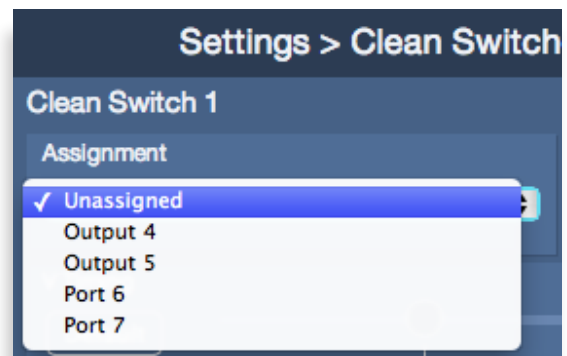 Settings > Clean Switch
Clean Switch 1
Assignment
✓ Unassigned
Output 4
Output 5
Port 6
Port 7